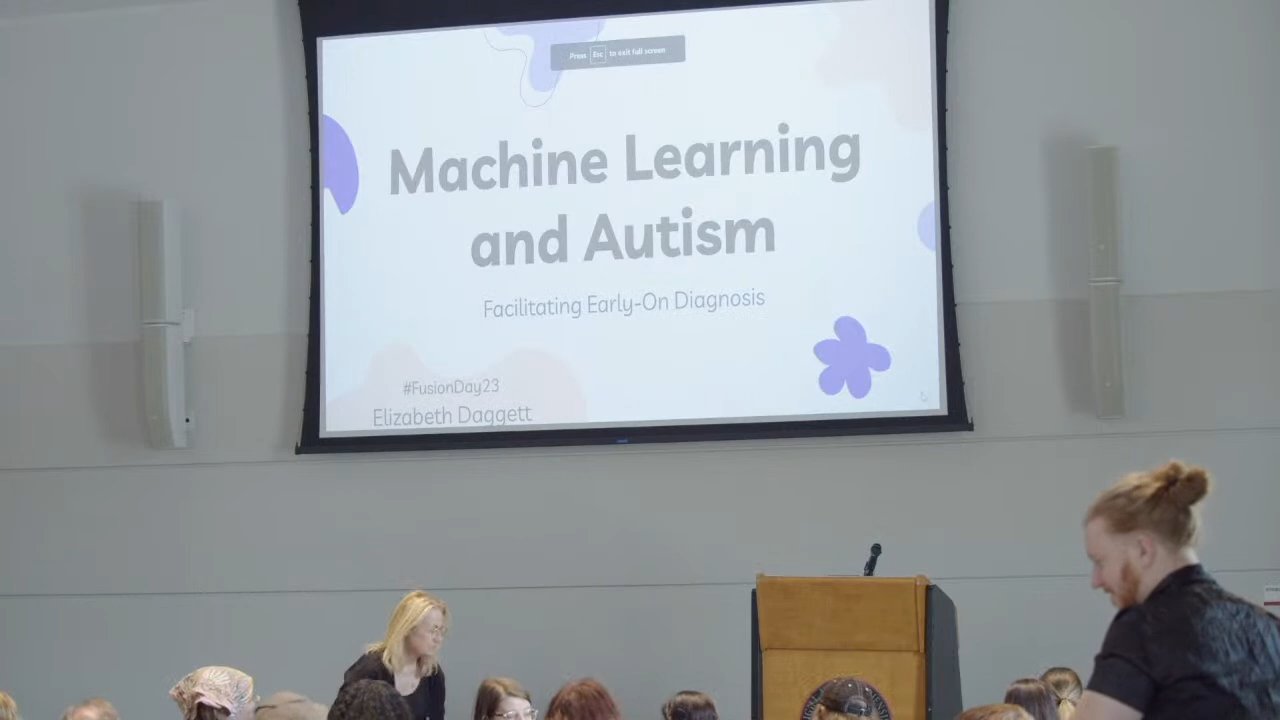 Press Esc to exit full screen
Machine Learning
and Autism
Facilitating Early-On Diagnosis
#FusionDay23
Elizabeth Daggett